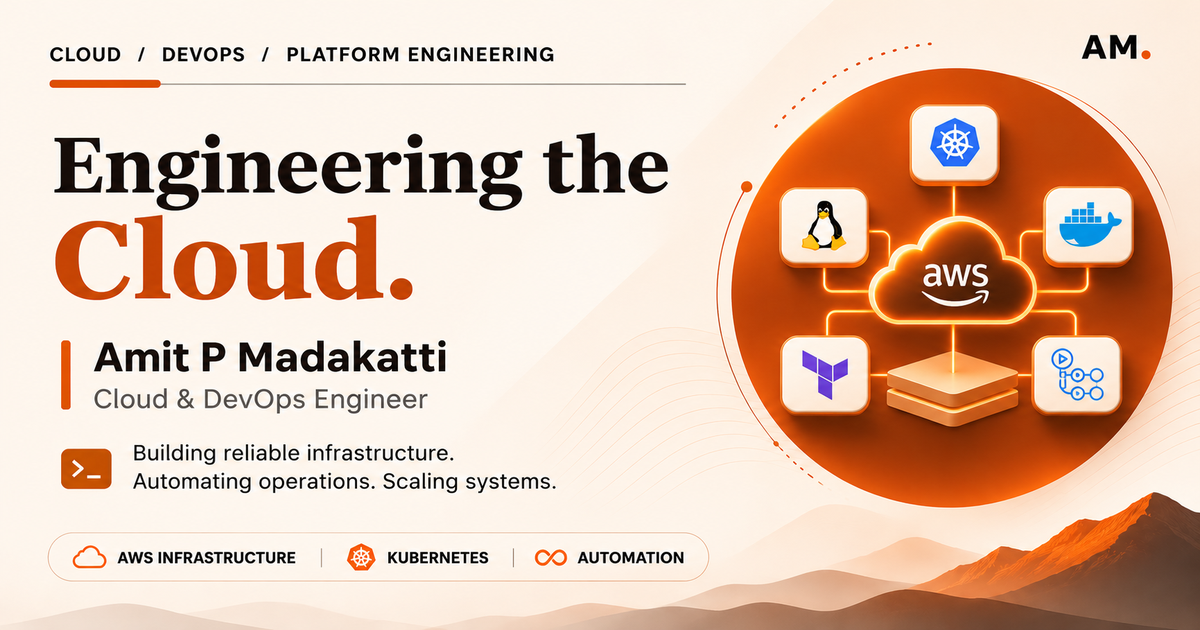 CLOUD / DEVOPS / PLATFORM ENGINEERING
AM.
Engineering the
Cloud.
aws
Amit P Madakatti
Cloud & DevOps Engineer
>_
Building reliable infrastructure.
Automating operations. Scaling systems.
AWS INFRASTRUCTURE | KUBERNETES | AUTOMATION